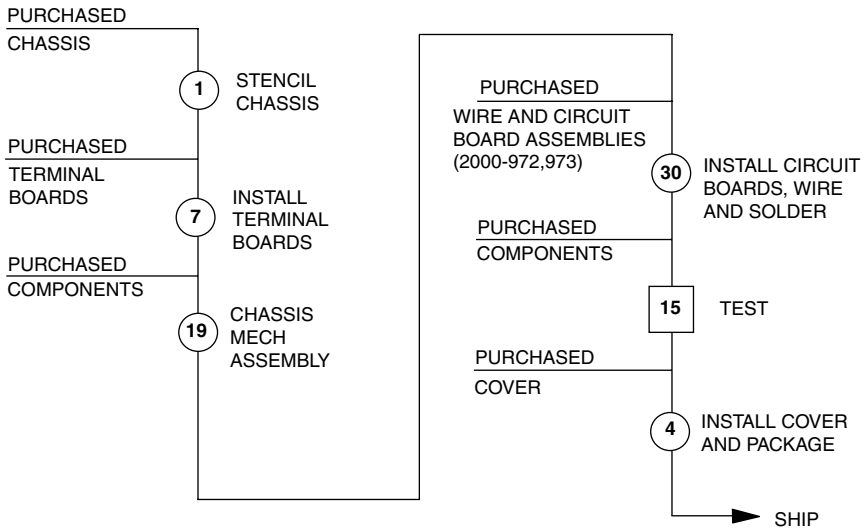 PURCHASED
CHASSIS
1
STENCIL
CHASSIS
PURCHASED
TERMINAL
BOARDS
7
INSTALL
TERMINAL
BOARDS
PURCHASED
COMPONENTS
19
CHASSIS
MECH
ASSEMBLY
PURCHASED
WIRE AND CIRCUIT
BOARD ASSEMBLIES
(2000-972,973)
30
INSTALL CIRCUIT
BOARDS, WIRE
AND SOLDER
PURCHASED
COMPONENTS
15
TEST
PURCHASED
COVER
4
INSTALL COVER
AND PACKAGE
SHIP